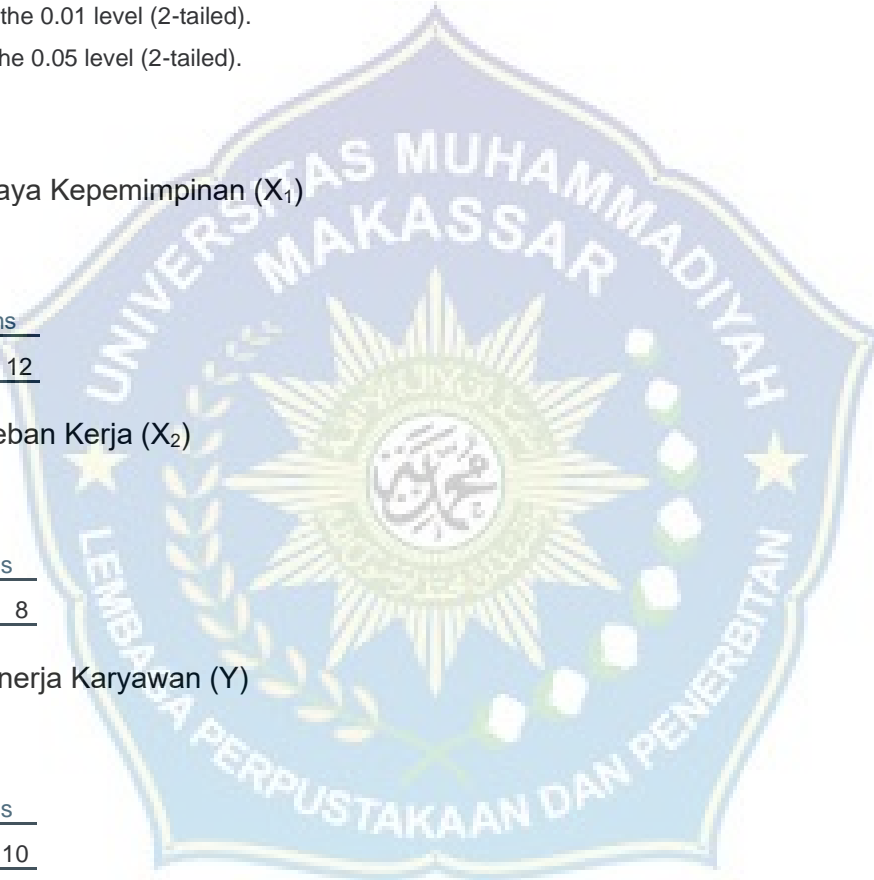 the 0.01 level (2-tailed).
he 0.05 level (2-tailed).
aya Kepemimpinan (X₁)
ns
12
eban Kerja (X₂)
s
8
nerja Karyawan (Y)
s
10
UNIVERSITAS MUHAMMADIYAH
MAKASSAR
LEMBAGA PERPUSTAKAAN DAN PENERBITAN